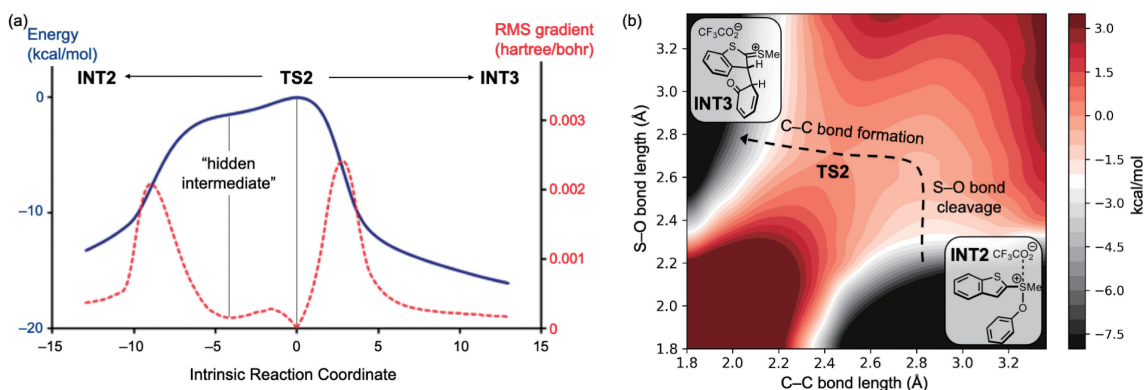 (a)
Energy
(kcal/mol)
RMS gradient
(hartree/bohr)
INT2
TS2
INT3
0
–10
–20
0.003
0.002
0.001
0
"hidden
intermediate"
–15
–10
–5
0
5
10
15
Intrinsic Reaction Coordinate
(b)
S–O bond length (Å)
3.2
3.0
2.8
2.6
2.4
2.2
2.0
1.8
CF₃CO₂⊖
S
⊕
SMe
H
O
H
INT3
C–C bond formation
TS2
S–O bond
cleavage
INT2 CF₃CO₂⊖
S
⊕
SMe
O
1.8
2.0
2.2
2.4
2.6
2.8
3.0
3.2
C–C bond length (Å)
3.0
1.5
0.0
−1.5
−3.0
−4.5
−6.0
−7.5
kcal/mol